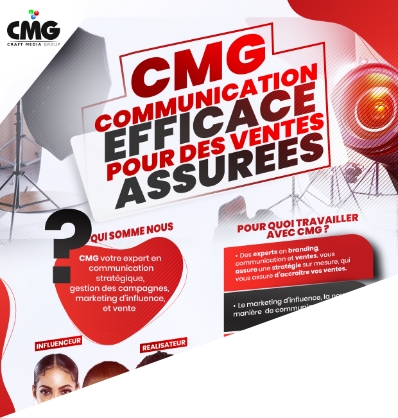 CMG
CRAFT MEDIA GROUP
CMG
COMMUNICATION
EFFICACE
POUR DES VENTES
ASSUREES
?
QUI SOMME NOUS
CMG votre expert en
communication
stratégique,
gestion des campagnes,
marketing d'influence,
et vente
POUR QUOI TRAVAILLER
AVEC CMG ?
• Des experts en branding,
communication et ventes, vous
assure une stratégie sur mesure, qui
vous assure d'accroître vos ventes.
• Le marketing d'influence, la
manière de
INFLUENCEUR
REALISATEUR